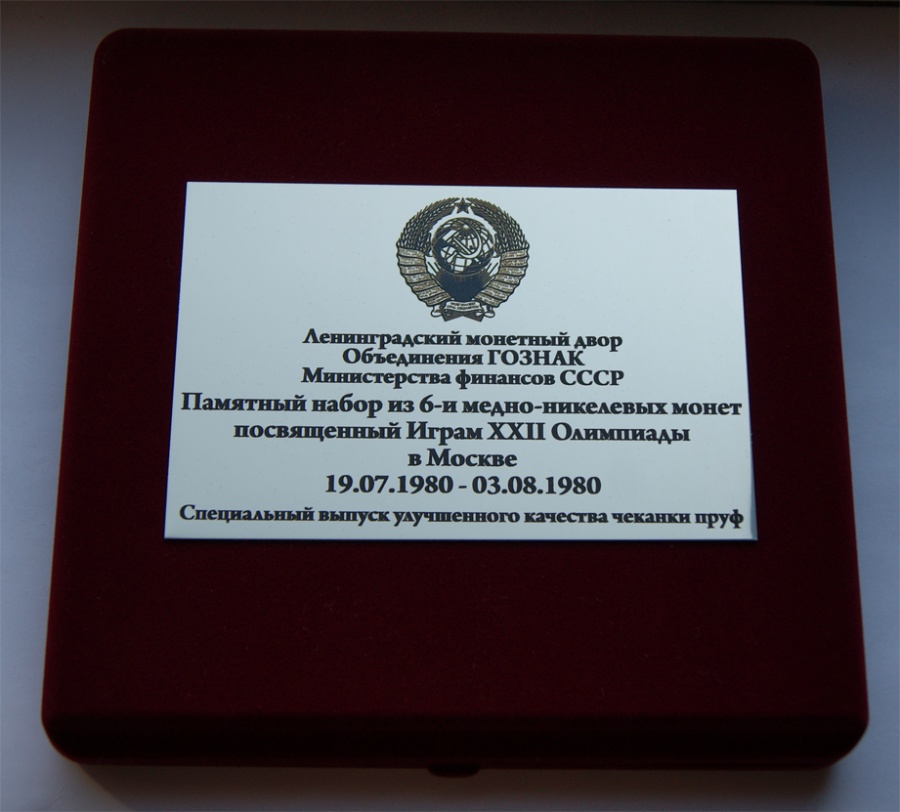 Ленинградский монетный двор
Объединения ГОЗНАК
Министерства финансов СССР
Памятный набор из 6-и медно-никелевых монет
посвященный Играм XXII Олимпиады
в Москве
19.07.1980 - 03.08.1980
Специальный выпуск улучшенного качества чеканки пруф